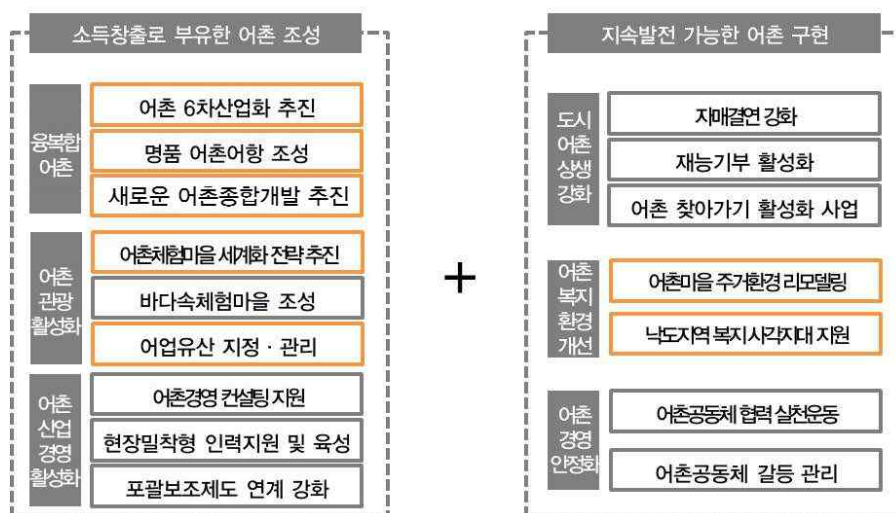 소득창출로 부유한 어촌 조성
융복합
어촌
어촌 6차산업화 추진
명품 어촌어항 조성
새로운 어촌종합개발 추진
어촌
관광
활성화
어촌체험마을 세계화 전략 추진
바다속체험마을 조성
어업유산 지정 · 관리
어촌
산업
경영
활성화
어촌경영 컨설팅 지원
현장밀착형 인력지원 및 육성
포괄보조제도 연계 강화
+
지속발전 가능한 어촌 구현
도시
어촌
상생
강화
자매결연 강화
재능기부 활성화
어촌 찾아가기 활성화 사업
어촌
복지
환경
개선
어촌마을 주거환경 리모델링
낙도지역 복지 사각지대 지원
어촌
경영
안정화
어촌공동체 협력 실천운동
어촌공동체 갈등 관리